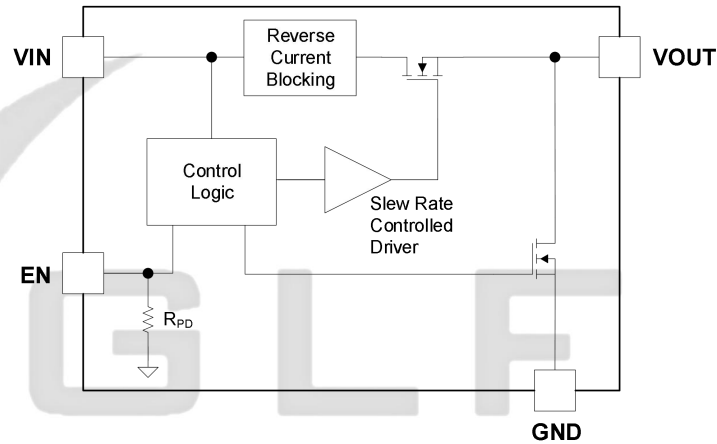 Reverse
Current
Blocking
VIN
VOUT
Control
Logic
Slew Rate
Controlled
Driver
EN
RPD
GLF
GND